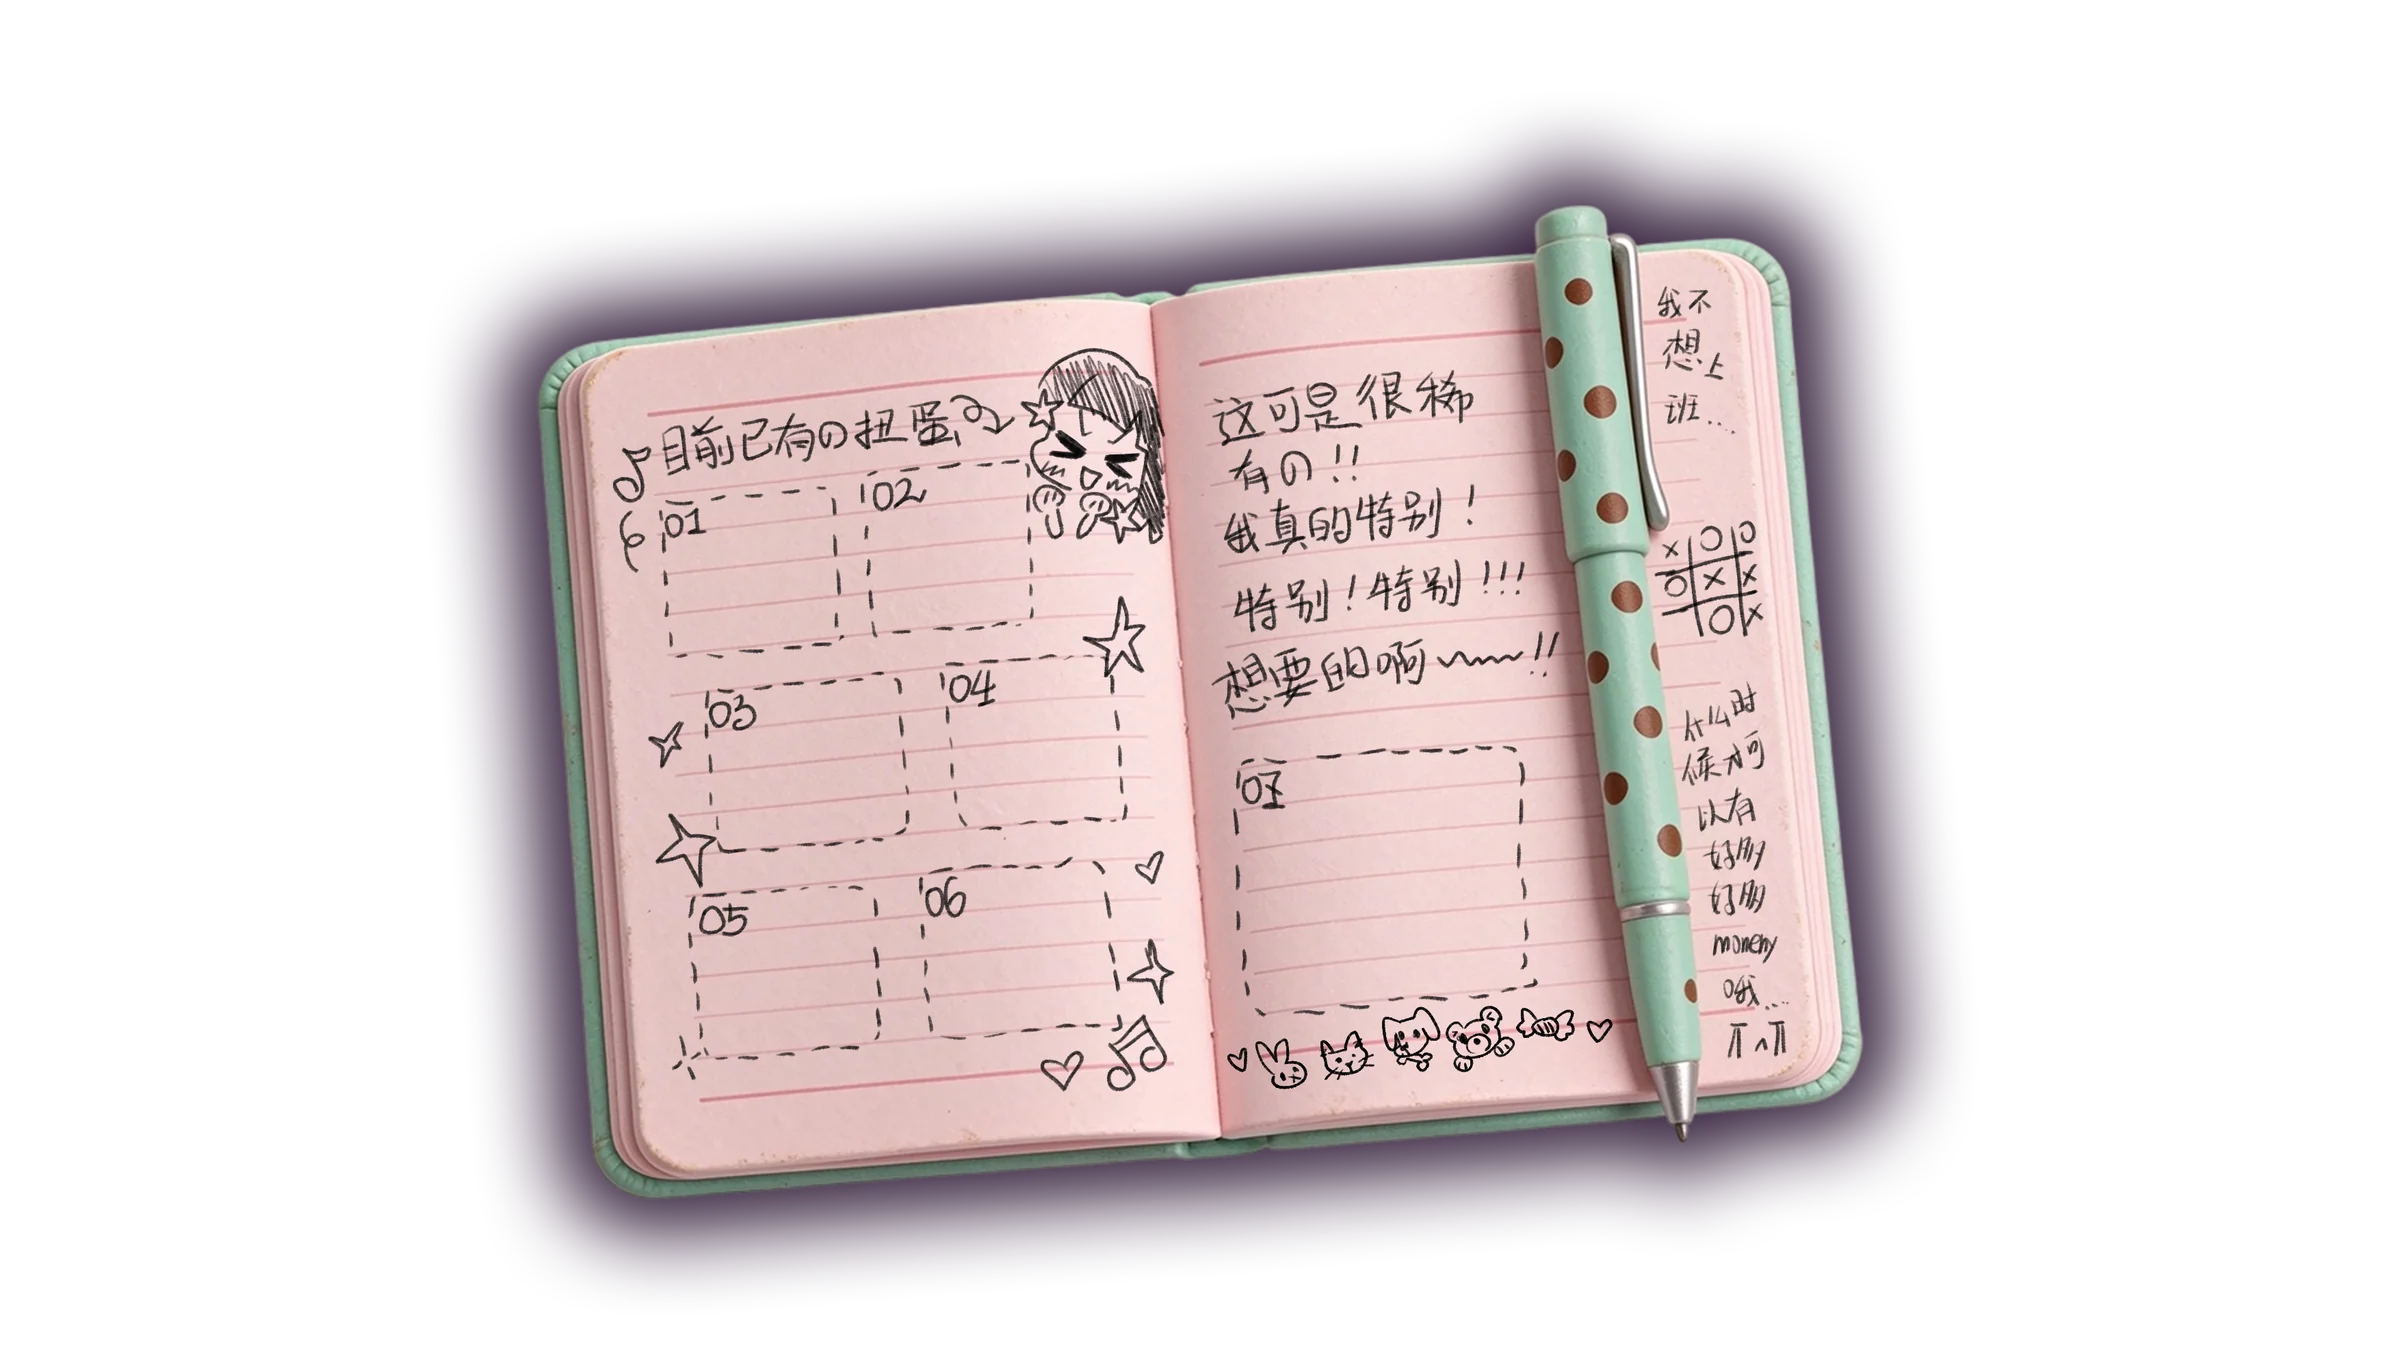 目前已有の扭蛋
01
02
03
04
05
06
这可是很稀
有の!!
我真的特别!
特别!特别!!!
想要的啊~~!!
07
我不
想上
班....
X O O
O X X
O X
什么时
候才可
以有
好多
好多
moneny
哦...